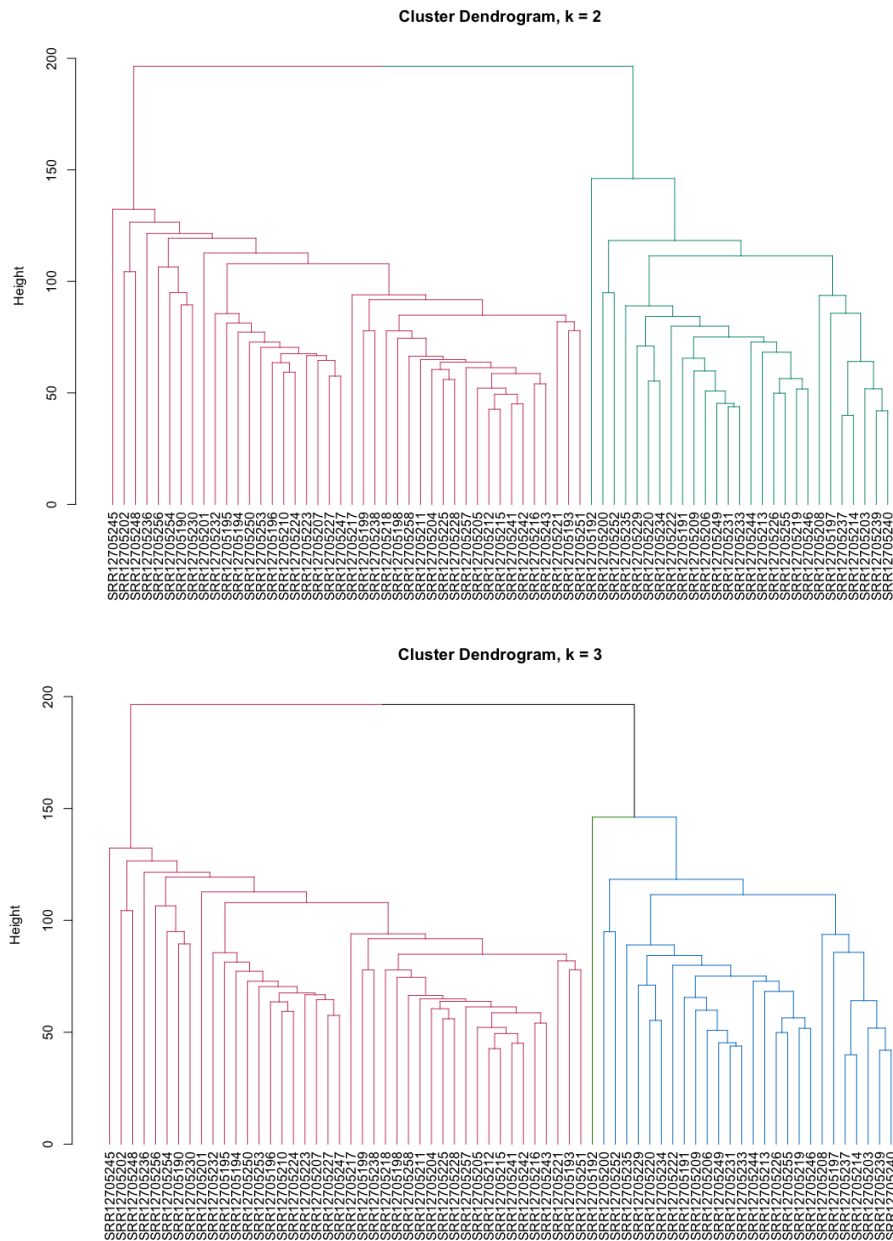 Cluster Dendrogram, k = 2
200
150
100
50
0
Height
SRR12705245
SRR12705202
SRR12705248
SRR12705236
SRR12705256
SRR12705254
SRR12705190
SRR12705230
SRR12705201
SRR12705232
SRR12705195
SRR12705194
SRR12705250
SRR12705253
SRR12705196
SRR12705210
SRR12705224
SRR12705223
SRR12705207
SRR12705227
SRR12705247
SRR12705217
SRR12705199
SRR12705238
SRR12705218
SRR12705198
SRR12705258
SRR12705211
SRR12705204
SRR12705225
SRR12705228
SRR12705257
SRR12705205
SRR12705212
SRR12705215
SRR12705241
SRR12705242
SRR12705216
SRR12705243
SRR12705221
SRR12705193
SRR12705251
SRR12705192
SRR12705200
SRR12705252
SRR12705235
SRR12705229
SRR12705220
SRR12705234
SRR12705222
SRR12705191
SRR12705209
SRR12705206
SRR12705249
SRR12705231
SRR12705233
SRR12705244
SRR12705213
SRR12705226
SRR12705255
SRR12705219
SRR12705246
SRR12705208
SRR12705197
SRR12705237
SRR12705214
SRR12705203
SRR12705239
SRR12705240
Cluster Dendrogram, k = 3
200
150
100
50
0
Height
SRR12705245
SRR12705202
SRR12705248
SRR12705236
SRR12705256
SRR12705254
SRR12705190
SRR12705230
SRR12705201
SRR12705232
SRR12705195
SRR12705194
SRR12705250
SRR12705253
SRR12705196
SRR12705210
SRR12705224
SRR12705223
SRR12705207
SRR12705227
SRR12705247
SRR12705217
SRR12705199
SRR12705238
SRR12705218
SRR12705198
SRR12705258
SRR12705211
SRR12705204
SRR12705225
SRR12705228
SRR12705257
SRR12705205
SRR12705212
SRR12705215
SRR12705241
SRR12705242
SRR12705216
SRR12705243
SRR12705221
SRR12705193
SRR12705251
SRR12705192
SRR12705200
SRR12705252
SRR12705235
SRR12705229
SRR12705220
SRR12705234
SRR12705222
SRR12705191
SRR12705209
SRR12705206
SRR12705249
SRR12705231
SRR12705233
SRR12705244
SRR12705213
SRR12705226
SRR12705255
SRR12705219
SRR12705246
SRR12705208
SRR12705197
SRR12705237
SRR12705214
SRR12705203
SRR12705239
SRR12705240